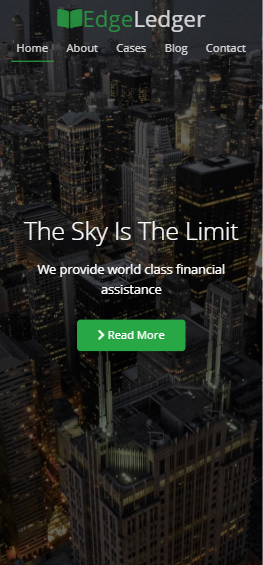 EdgeLedger
Home About Cases Blog Contact
The Sky Is The Limit
We provide world class financial
assistance
Read More